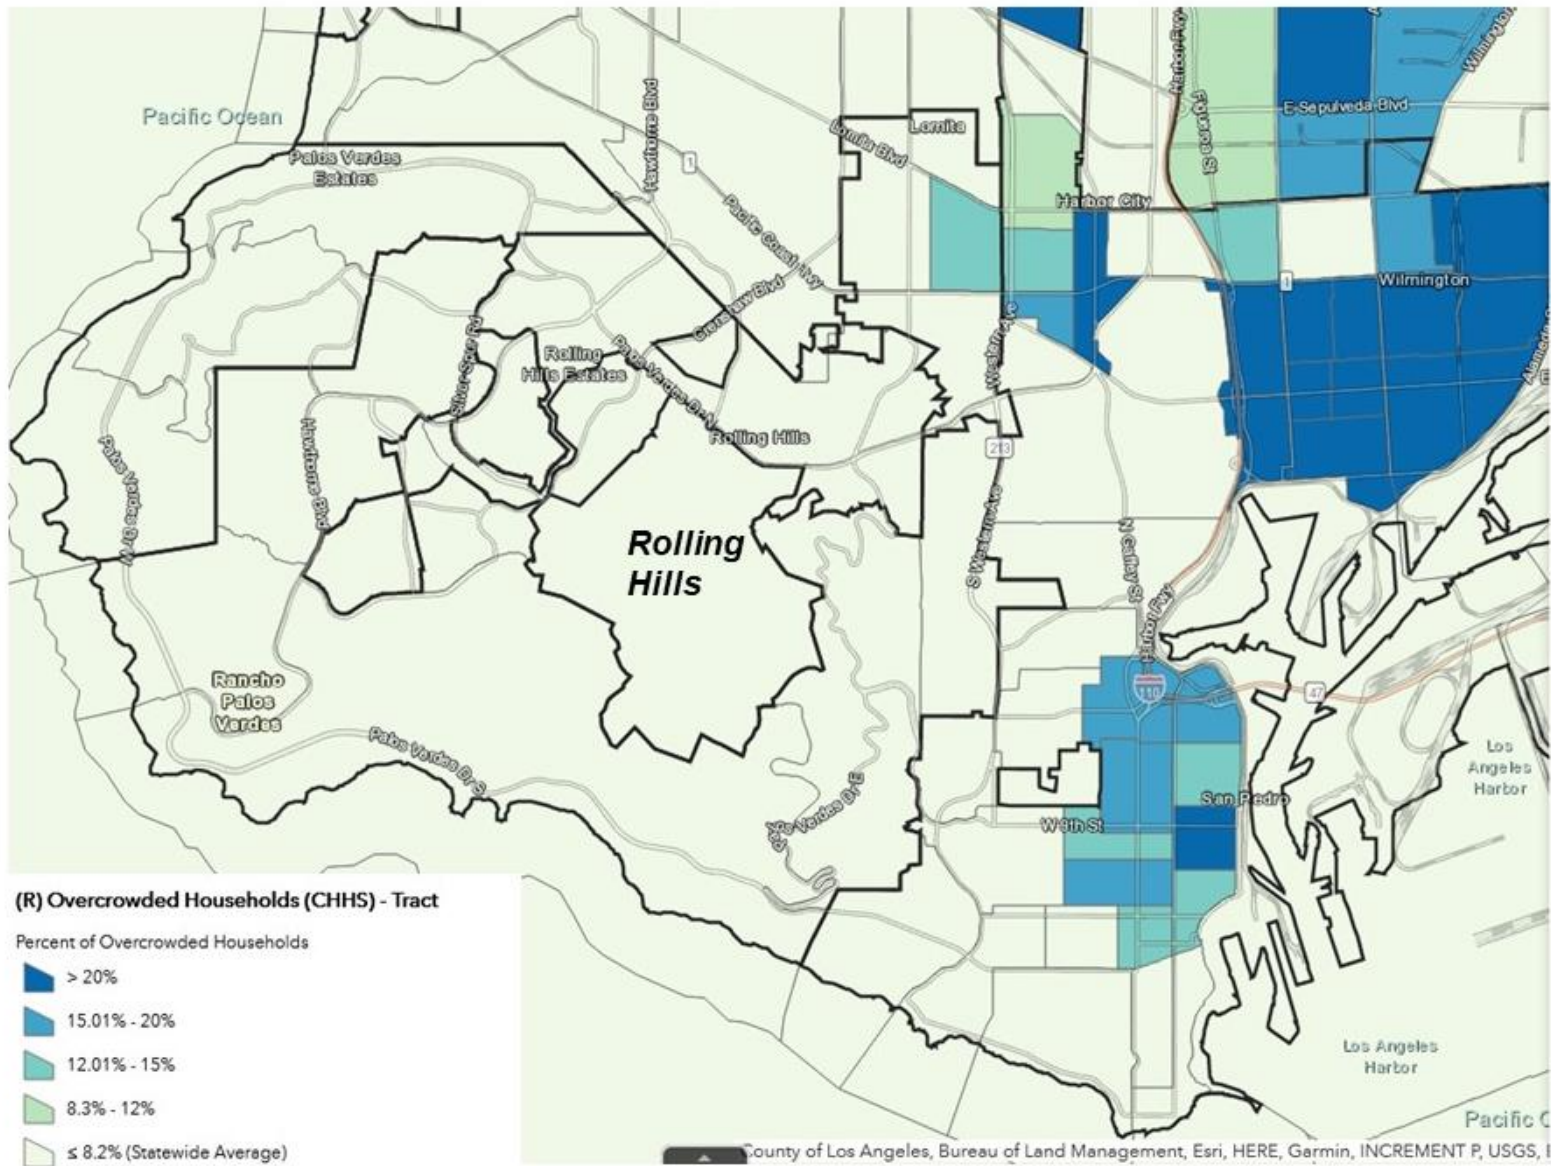 Pacific Ocean
Palos Verdes
Estates
Hawthorne Blvd
1
Lomita Blvd
Lomita
Harbor Fwy
Figueroa St
E Sepulveda Blvd
Wilmington
Harbor City
Pacific Coast Hwy
Crenshaw Blvd
1
Wilmington
Western Ave
Silver Spur Rd
Rolling
Hills Estates
Palos Verdes Dr N
Rolling Hills
213
Palos Verdes Dr W
Hawthorne Blvd
Rolling
Hills
S Western Ave
N Gaffey St
Harbor Fwy
110
47
Rancho
Palos
Verdes
Palos Verdes Dr S
Palos Verdes Dr E
San Pedro
W 9th St
Los
Angeles
Harbor
Los Angeles
Harbor
Pacific O
(R) Overcrowded Households (CHHS) - Tract
Percent of Overcrowded Households
> 20%
15.01% - 20%
12.01% - 15%
8.3% - 12%
≤ 8.2% (Statewide Average)
County of Los Angeles, Bureau of Land Management, Esri, HERE, Garmin, INCREMENT P, USGS,